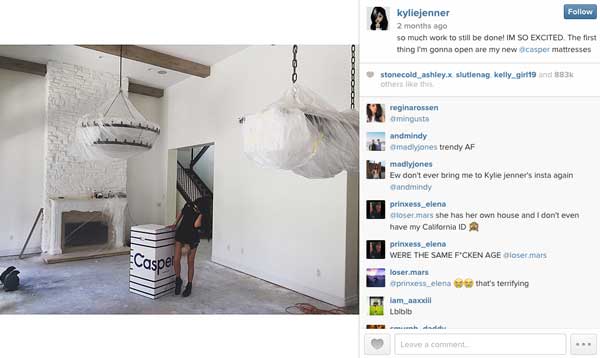 Casper
kyliejenner
Follow
2 months ago
so much work to still be done! IM SO EXCITED. The first
thing I'm gonna open are my new @casper mattresses
stonecold_ashley.x slutlenag kelly_girl19 and 883k
others like this.
reginarossen
@mingusta
andmindy
@madlyjones trendy AF
madlyjones
Ew don't ever bring me to Kylie jenner's insta again
@andmindy
prinxess_elena
@loser.mars she has her own house and I don't even
have my California ID 🙈
prinxess_elena
WERE THE SAME F*CKEN AGE @loser.mars
loser.mars
@prinxess_elena 😭😭 that's terrifying
iam_aaxxiii
Lblblb
smurph_daddy
Leave a comment...